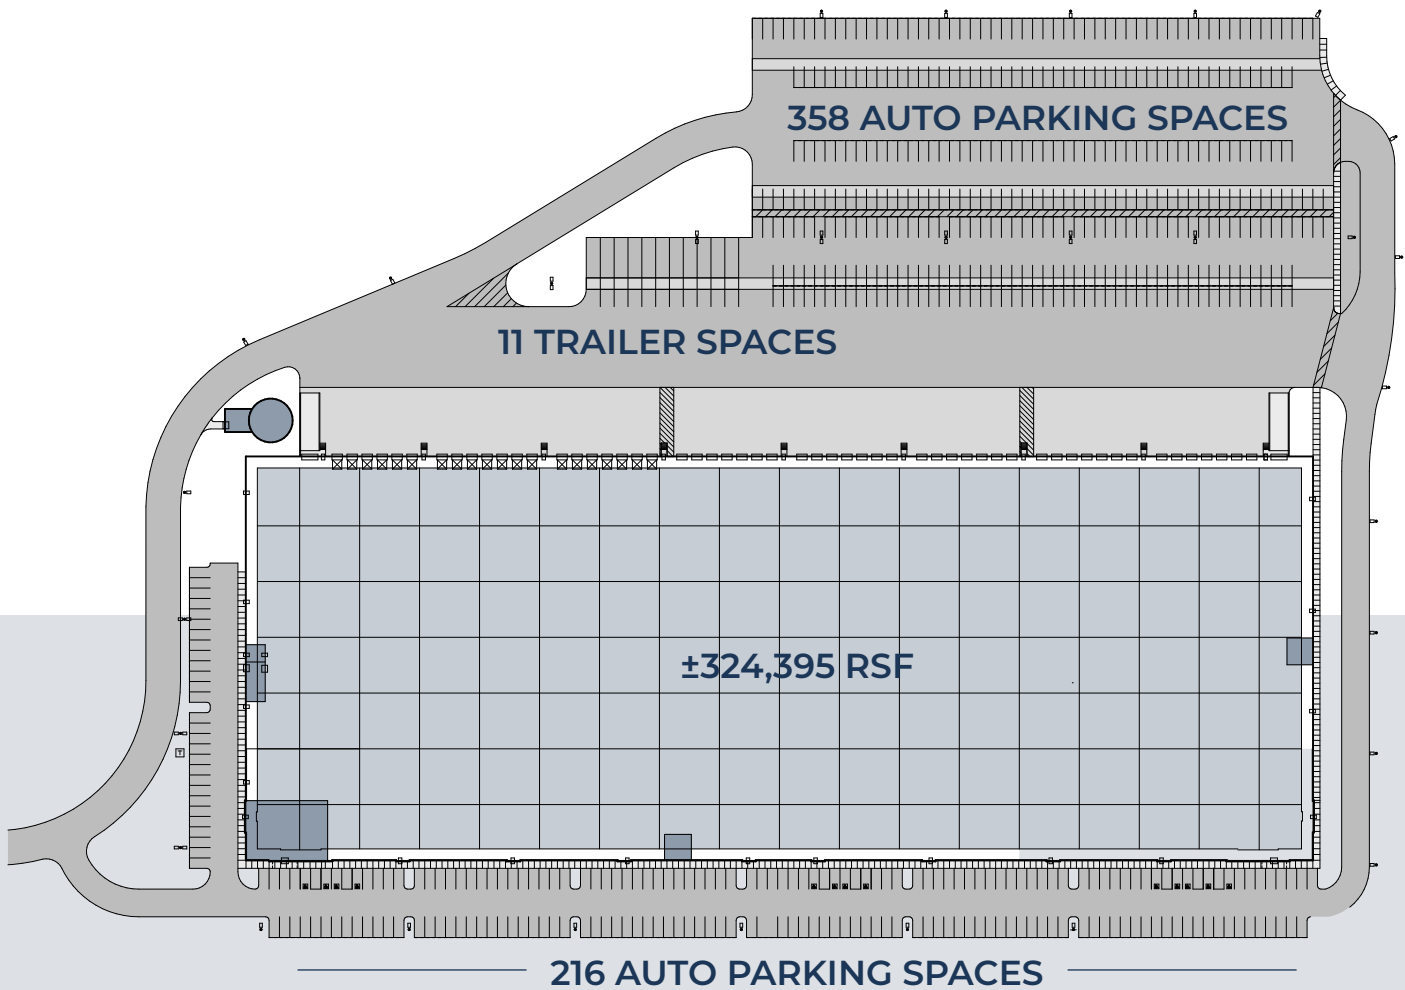 358 AUTO PARKING SPACES
11 TRAILER SPACES
±324,395 RSF
216 AUTO PARKING SPACES